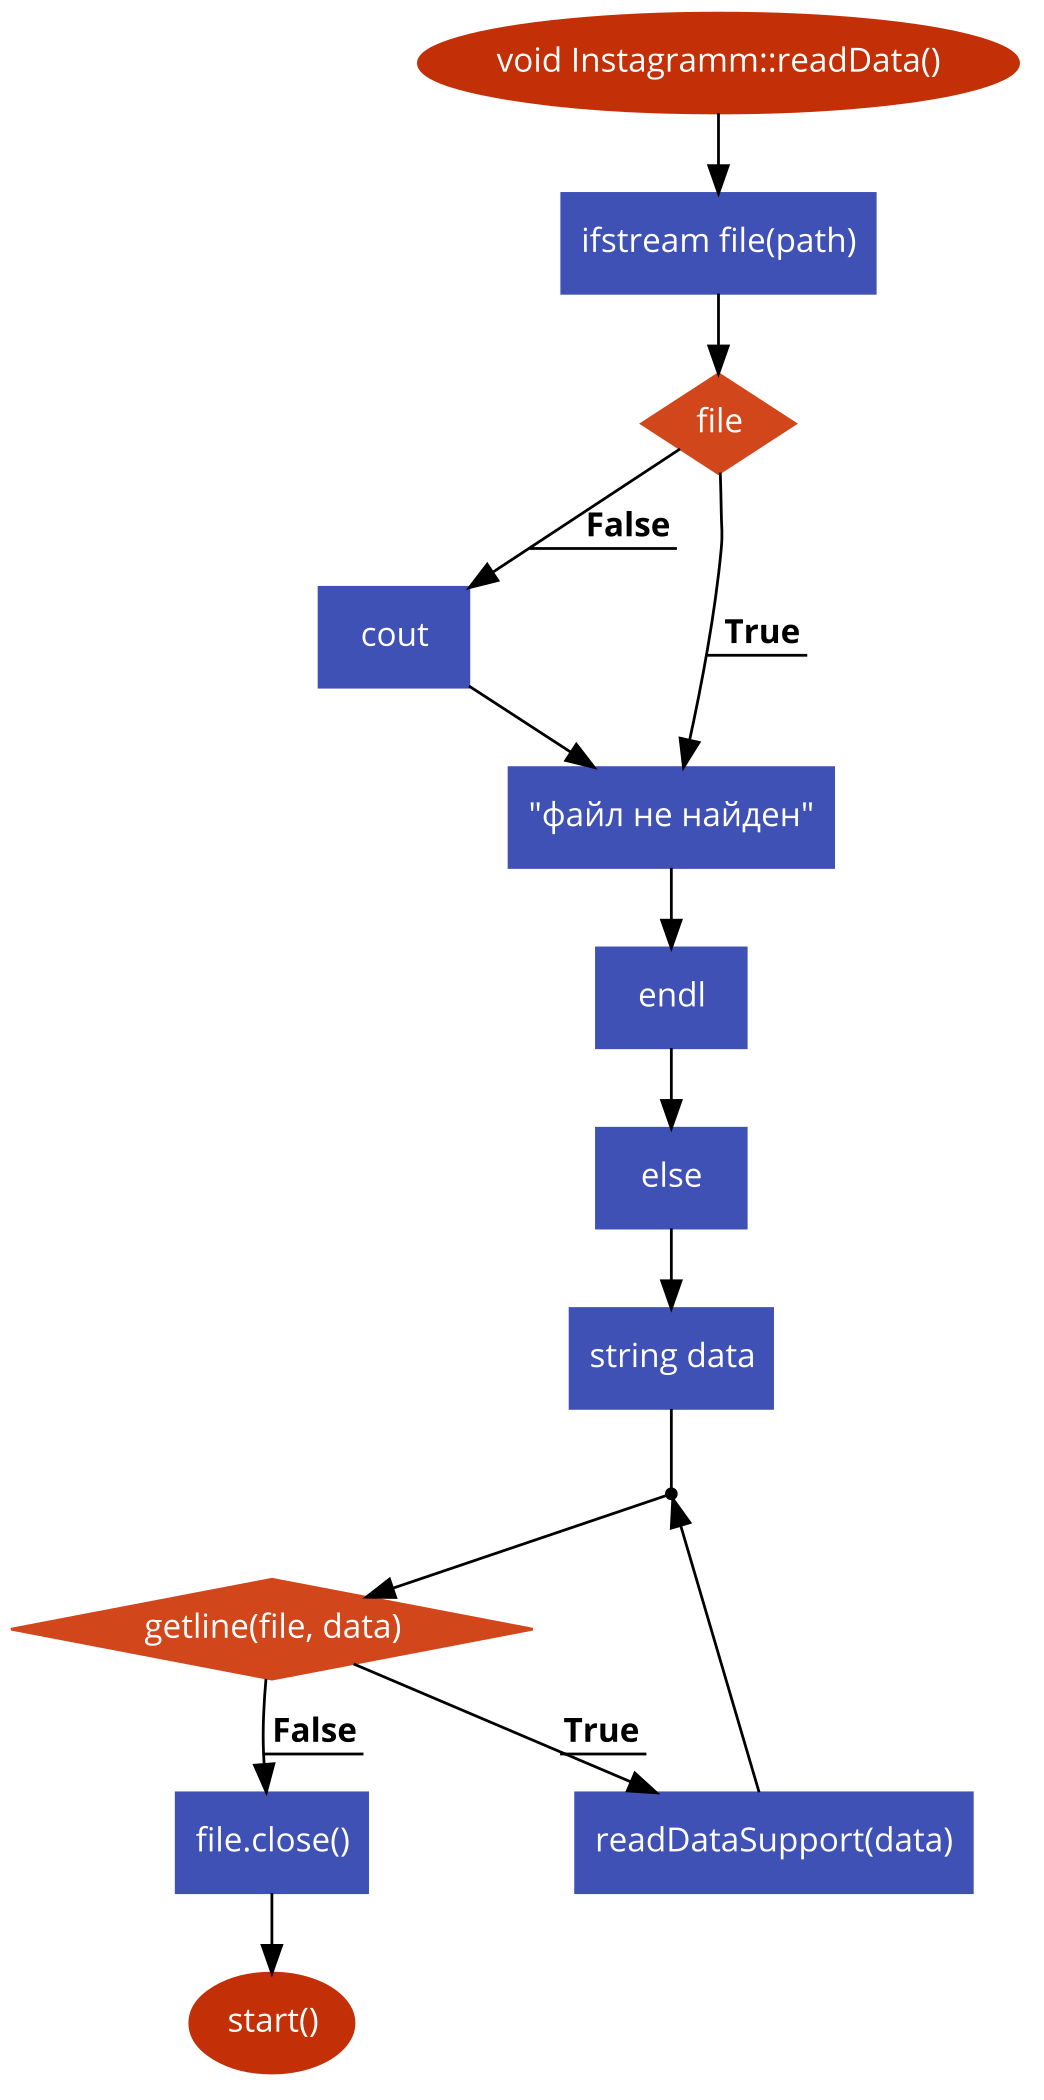 void Instagramm::readData()
ifstream file(path)
file
False
cout
True
"файл не найден"
endl
else
string data
getline(file, data)
False
True
file.close()
readDataSupport(data)
start()